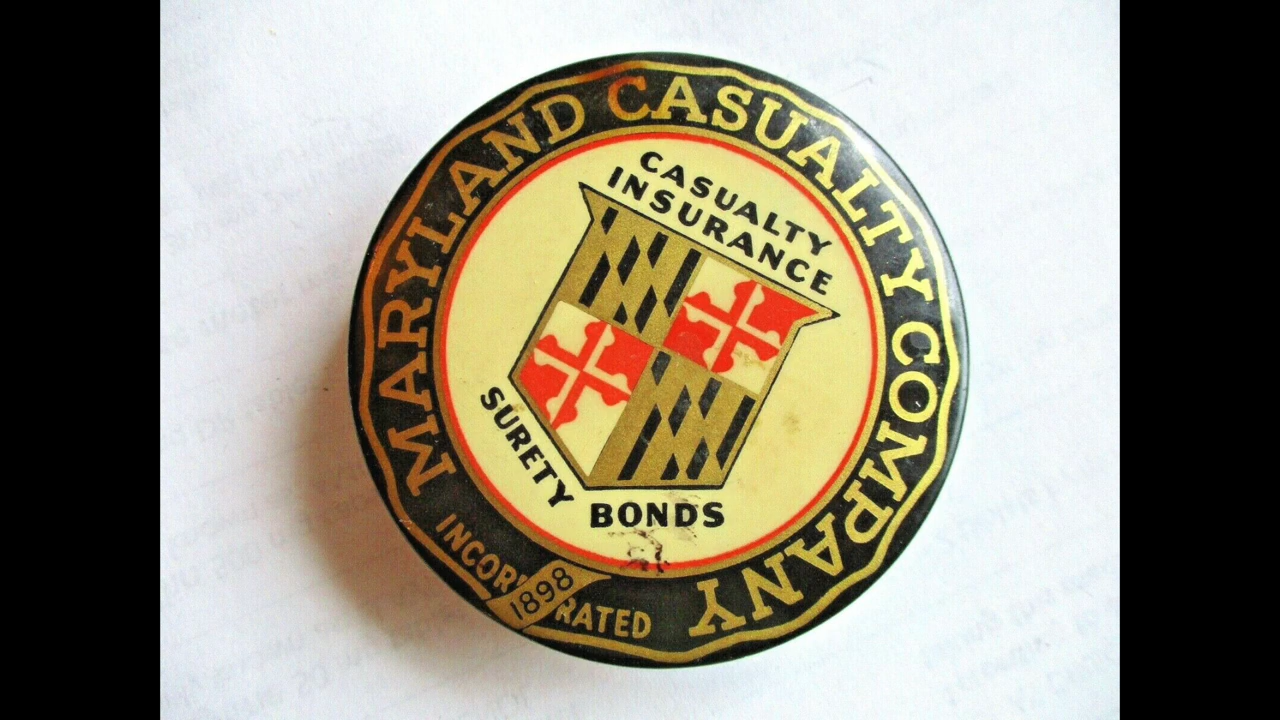 MARYLAND CASUALTY COMPANY
CASUALTY
INSURANCE
SURETY BONDS
INCORPORATED
1898